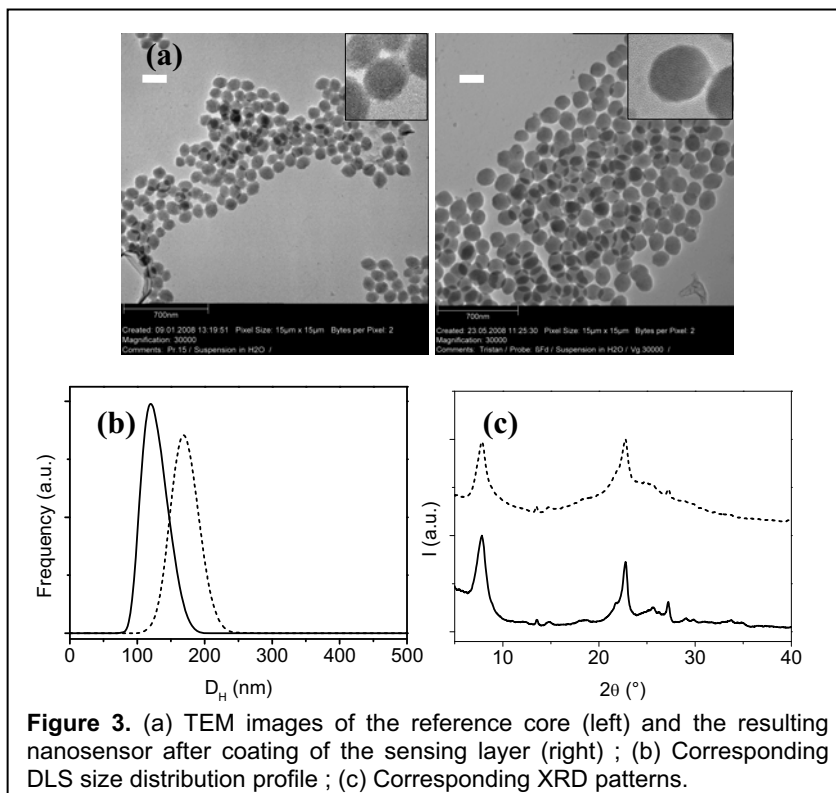 (a)
700nm
Created: 09.01.2008 13:19:51 Pixel Size: 15µm x 15µm Bytes per Pixel: 2
Magnification: 30000
Comments: Pr.15 / Suspension in H2O /
700nm
Created: 23.05.2008 11:25:30 Pixel Size: 15µm x 15µm Bytes per Pixel: 2
Magnification: 30000
Comments: Tristan / Probe: SFd / Suspension in H2O / Vg.30000 /
(b)
Frequency (a.u.)
0 100 200 300 400 500
D_H (nm)
(c)
I (a.u.)
10 20 30 40
2θ (°)
Figure 3. (a) TEM images of the reference core (left) and the resulting
nanosensor after coating of the sensing layer (right) ; (b) Corresponding
DLS size distribution profile ; (c) Corresponding XRD patterns.